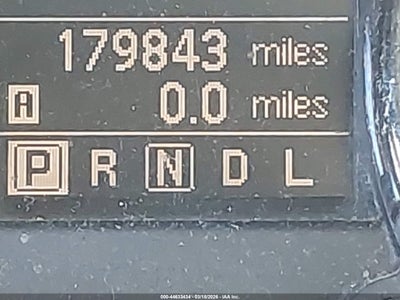 179843 miles
A 0.0 miles
P R N D L
000-44633434 - 03/18/2026 - IAA Inc.